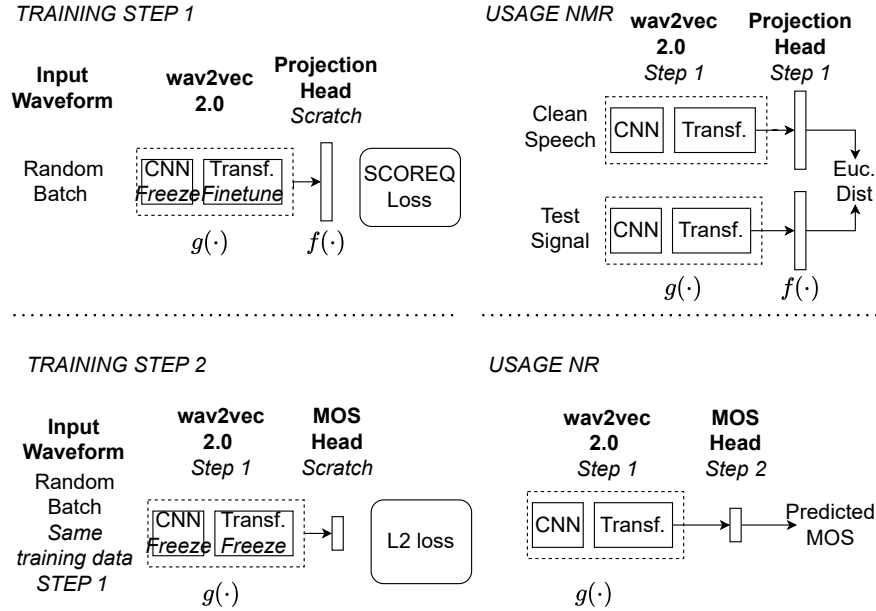 TRAINING STEP 1
Input
Waveform
wav2vec
2.0
Projection
Head
Scratch
Random
Batch
CNN
Freeze
Transf.
Finetune
SCOREQ
Loss
g(·)
f(·)
USAGE NMR
wav2vec
2.0
Step 1
Projection
Head
Step 1
Clean
Speech
CNN
Transf.
Euc.
Dist
Test
Signal
CNN
Transf.
g(·)
f(·)
TRAINING STEP 2
Input
Waveform
wav2vec
2.0
Step 1
MOS
Head
Scratch
Random
Batch
Same
training data
STEP 1
CNN
Freeze
Transf.
Freeze
L2 loss
g(·)
USAGE NR
wav2vec
2.0
Step 1
MOS
Head
Step 2
CNN
Transf.
Predicted
MOS
g(·)